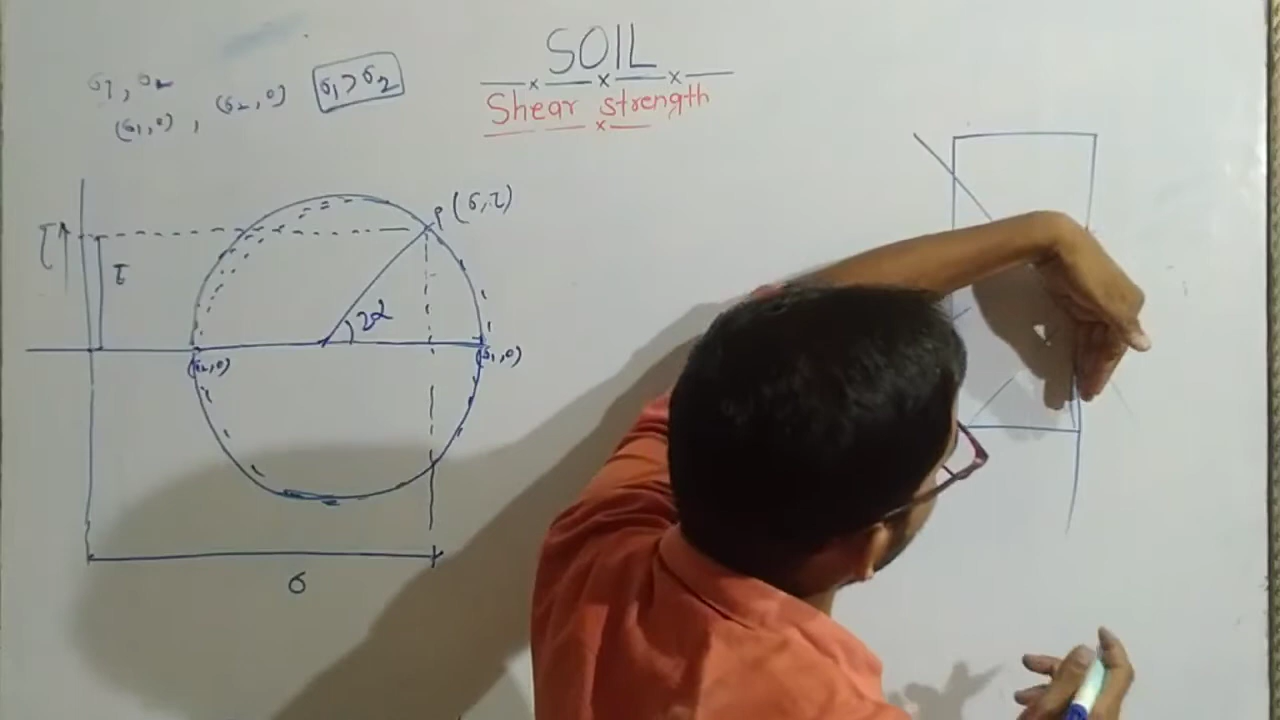 σ1, σ2
(σ1,0), (σ2,0) σ1>σ2
SOIL
Shear strength
P(σ,τ)
τ
τ
2α
(σ2,0)
(σ1,0)
σ